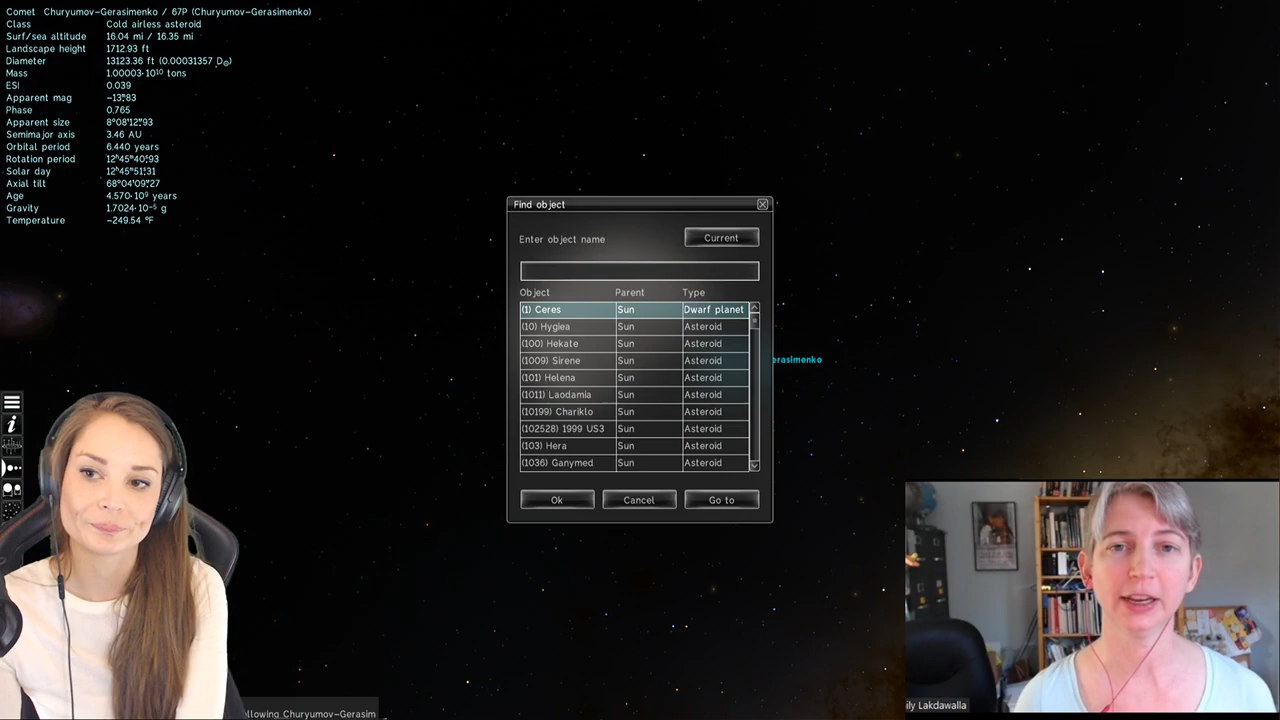 Comet Churyumov-Gerasimenko / 67P (Churyumov-Gerasimenko)
Class Cold airless asteroid
Surf/sea altitude 16.04 mi / 16.35 mi
Landscape height 1712.93 ft
Diameter 13123.36 ft (0.00031357 D☉)
Mass 1.00003·10¹⁰ tons
ESI 0.039
Apparent mag -13ᵐ83
Phase 0.765
Apparent size 8°08'12"93
Semimajor axis 3.46 AU
Orbital period 6.440 years
Rotation period 12ʰ45ᵐ40ˢ93
Solar day 12ʰ45ᵐ51ˢ31
Axial tilt 68°04'09"27
Age 4.570·10⁹ years
Gravity 1.7024·10⁻⁵ g
Temperature -249.54 °F
Find object
Enter object name Current
Object Parent Type
(1) Ceres Sun Dwarf planet
(10) Hygiea Sun Asteroid
(100) Hekate Sun Asteroid
(1009) Sirene Sun Asteroid
erasimenko
(101) Helena Sun Asteroid
(1011) Laodamia Sun Asteroid
(10199) Chariklo Sun Asteroid
(102528) 1999 US3 Sun Asteroid
(103) Hera Sun Asteroid
(1036) Ganymed Sun Asteroid
Ok Cancel Go to
i
ily Lakdawalla
llowing Churyumov-Gerasim